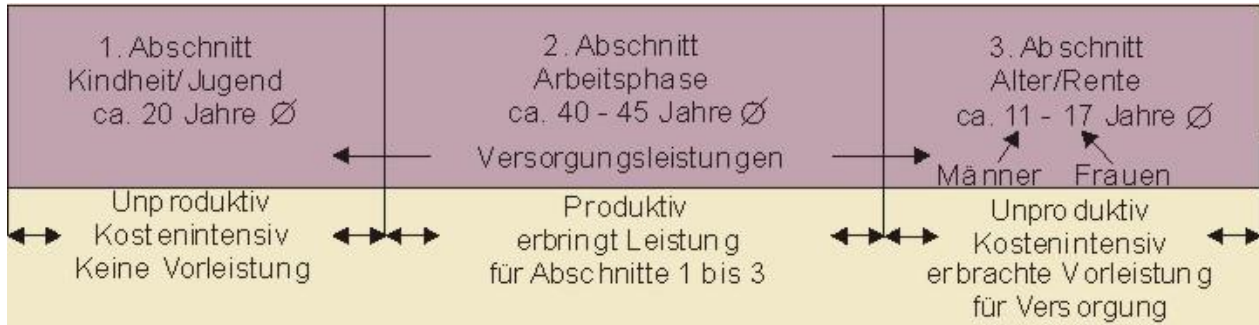 1. Abschnitt
Kindheit/Jugend
ca. 20 Jahre Ø
2. Abschnitt
Arbeitsphase
ca. 40 - 45 Jahre Ø
3. Abschnitt
Alter/Rente
ca. 11 - 17 Jahre Ø
Versorgungsleistungen
Männer Frauen
Unproduktiv
Kostenintensiv
Keine Vorleistung
Produktiv
erbringt Leistung
für Abschnitte 1 bis 3
Unproduktiv
Kostenintensiv
erbrachte Vorleistung
für Versorgung